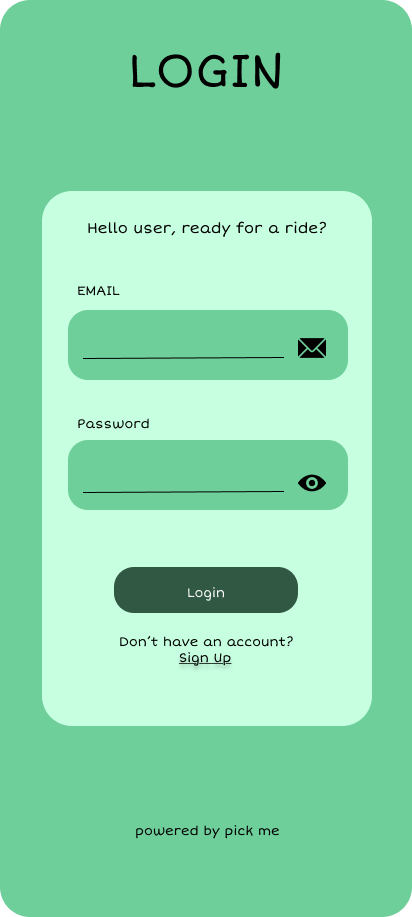 LOGIN
Hello user, ready for a ride?
EMAIL
Password
Login
Don’t have an account?
Sign Up
powered by pick me